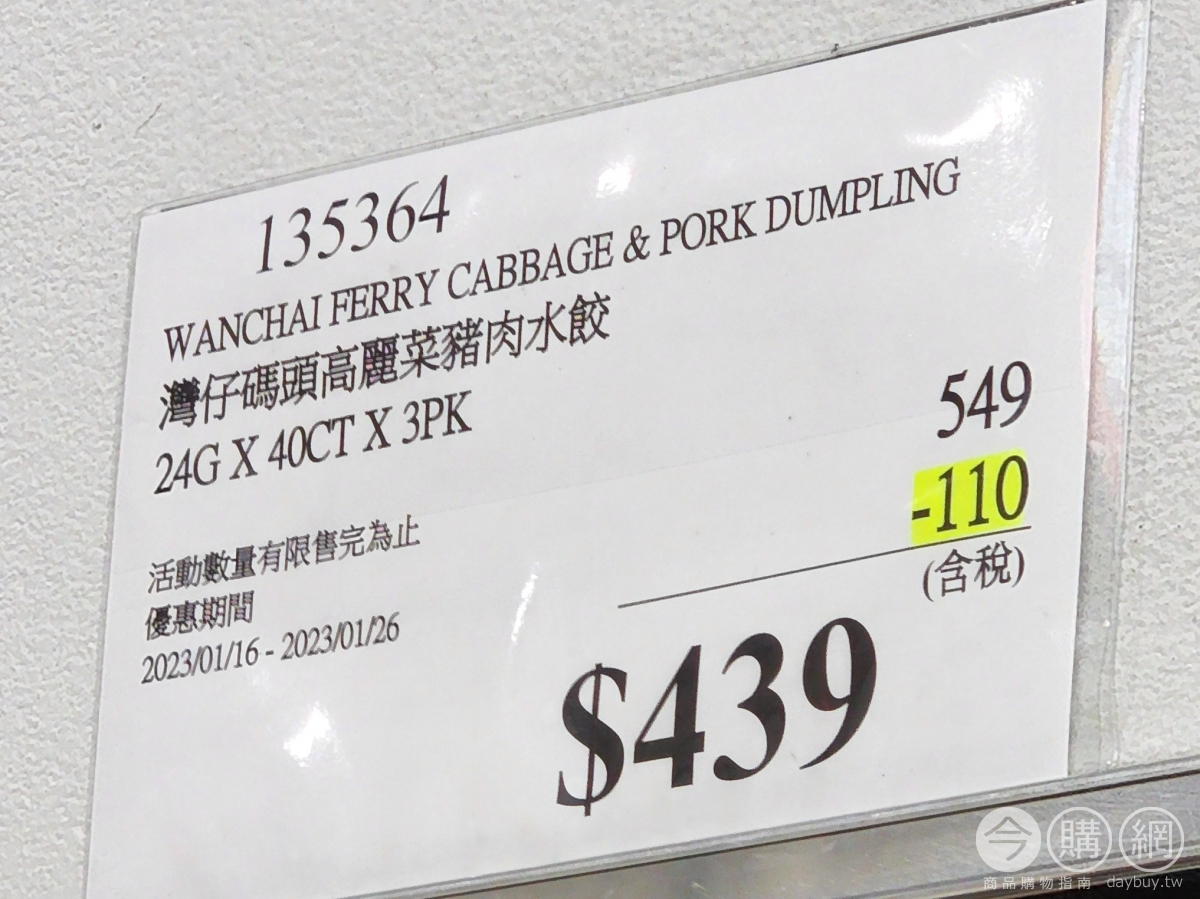 135364
WANCHAI FERRY CABBAGE & PORK DUMPLING
灣仔碼頭高麗菜豬肉水餃
24G X 40CT X 3PK
549
-110
(含稅)
活動數量有限售完為止
優惠期間
2023/01/16 - 2023/01/26
$439
今購網
商品購物指南 daybuy.tw